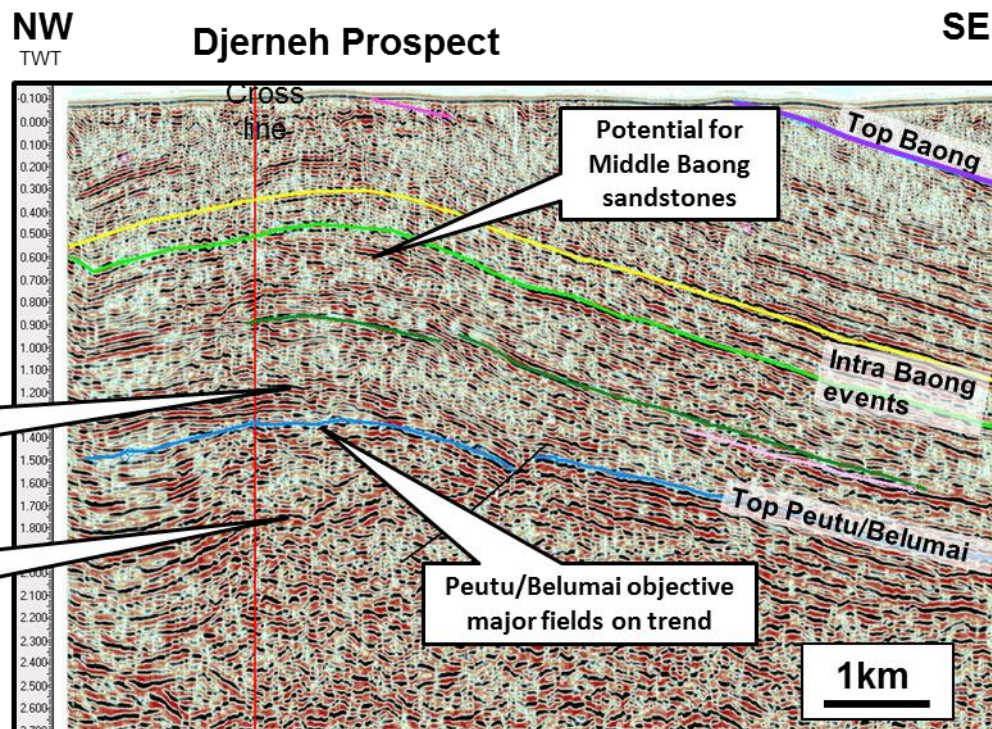 NW
TWT
Djerneh Prospect
SE
Cross
line
Potential for
Middle Baong
sandstones
Top Baong
Intra Baong
events
Top Peutu/Belumai
Peutu/Belumai objective
major fields on trend
1km
-0.100
0.000
0.100
0.200
0.300
0.400
0.500
0.600
0.700
0.800
0.900
1.000
1.100
1.200
1.400
1.500
1.600
1.700
1.800
2.100
2.200
2.300
2.400
2.500
2.600